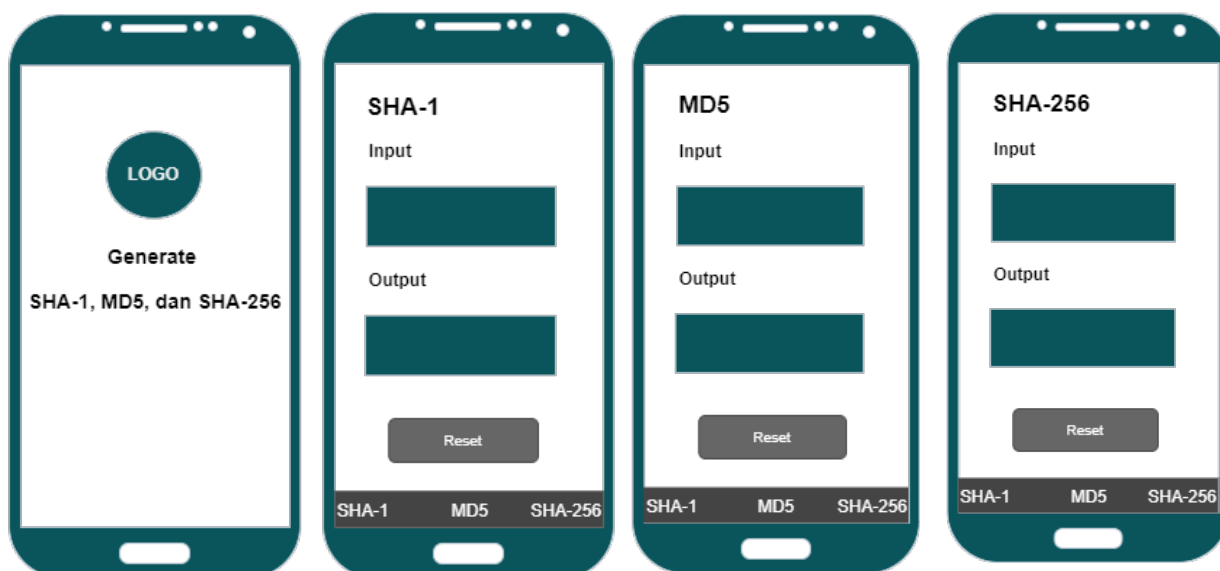 LOGO
Generate
SHA-1, MD5, dan SHA-256
SHA-1
Input
Output
Reset
SHA-1 MD5 SHA-256
MD5
Input
Output
Reset
SHA-1 MD5 SHA-256
SHA-256
Input
Output
Reset
SHA-1 MD5 SHA-256